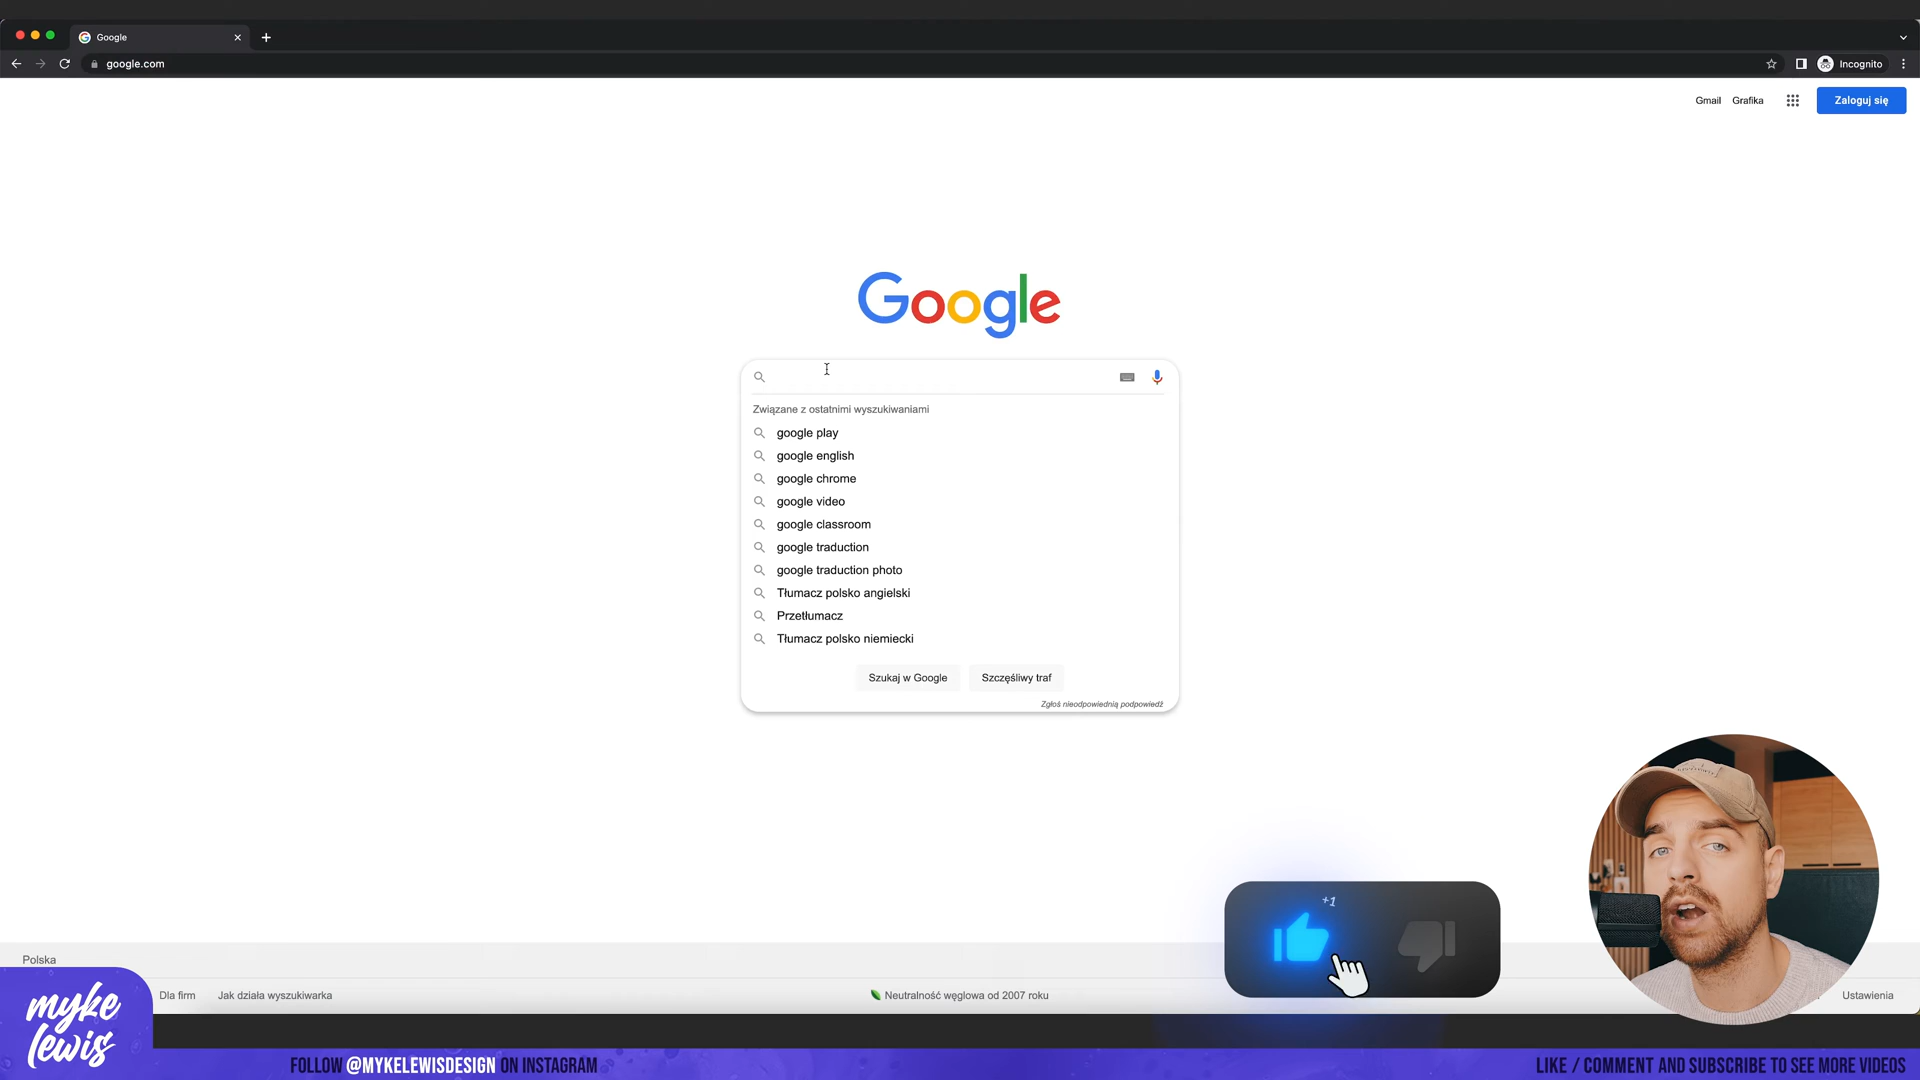 Google
google.com
Incognito
Gmail Grafika
Zaloguj się
Google
Związane z ostatnimi wyszukiwaniami
google play
google english
google chrome
google video
google classroom
google traduction
google traduction photo
Tłumacz polsko angielski
Przetłumacz
Tłumacz polsko niemiecki
Szukaj w Google
Szczęśliwy traf
Zgłoś nieodpowiednią podpowiedź
+1
Polska
Dla firm Jak działa wyszukiwarka
Neutralność węglowa od 2007 roku
Ustawienia
myke
lewis
FOLLOW @MYKELEWISDESIGN ON INSTAGRAM
LIKE / COMMENT AND SUBSCRIBE TO SEE MORE VIDEOS